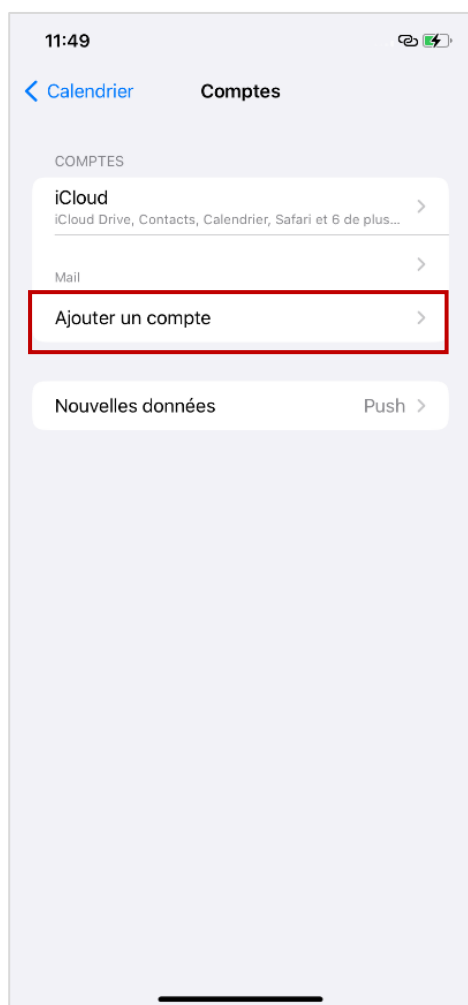 11:49
Calendrier Comptes
COMPTES
iCloud
iCloud Drive, Contacts, Calendrier, Safari et 6 de plus...
Mail
Ajouter un compte
Nouvelles données Push